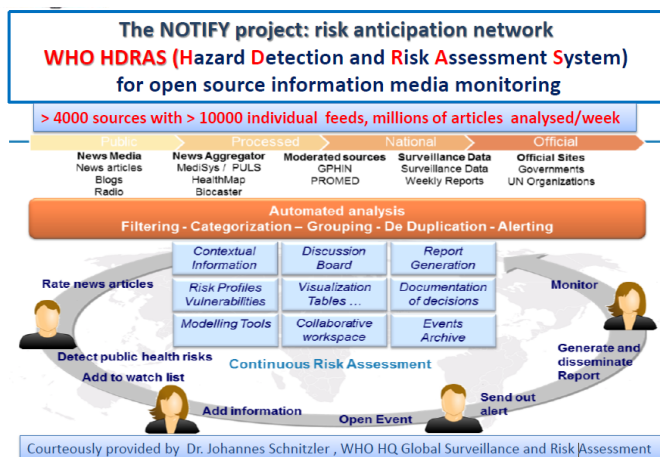 The NOTIFY project: risk anticipation network
WHO HDRAS (Hazard Detection and Risk Assessment System)
for open source information media monitoring
> 4000 sources with > 10000 individual feeds, millions of articles analysed/week
Public
Processed
National
Official
News Media
News articles
Blogs
Radio
News Aggregator
MediSys / PULS
HealthMap
Biocaster
Moderated sources
GPHIN
PROMED
Surveillance Data
Surveillance Data
Weekly Reports
Official Sites
Governments
UN Organizations
Automated analysis
Filtering - Categorization – Grouping - De Duplication - Alerting
Contextual
Information
Discussion
Board
Report
Generation
Risk Profiles
Vulnerabilities
Visualization
Tables ...
Documentation
of decisions
Modelling Tools
Collaborative
workspace
Events
Archive
Continuous Risk Assessment
Rate news articles
Detect public health risks
Add to watch list
Add information
Open Event
Send out
alert
Generate and
disseminate
Report
Monitor
Courteously provided by Dr. Johannes Schnitzler , WHO HQ Global Surveillance and Risk Assessment